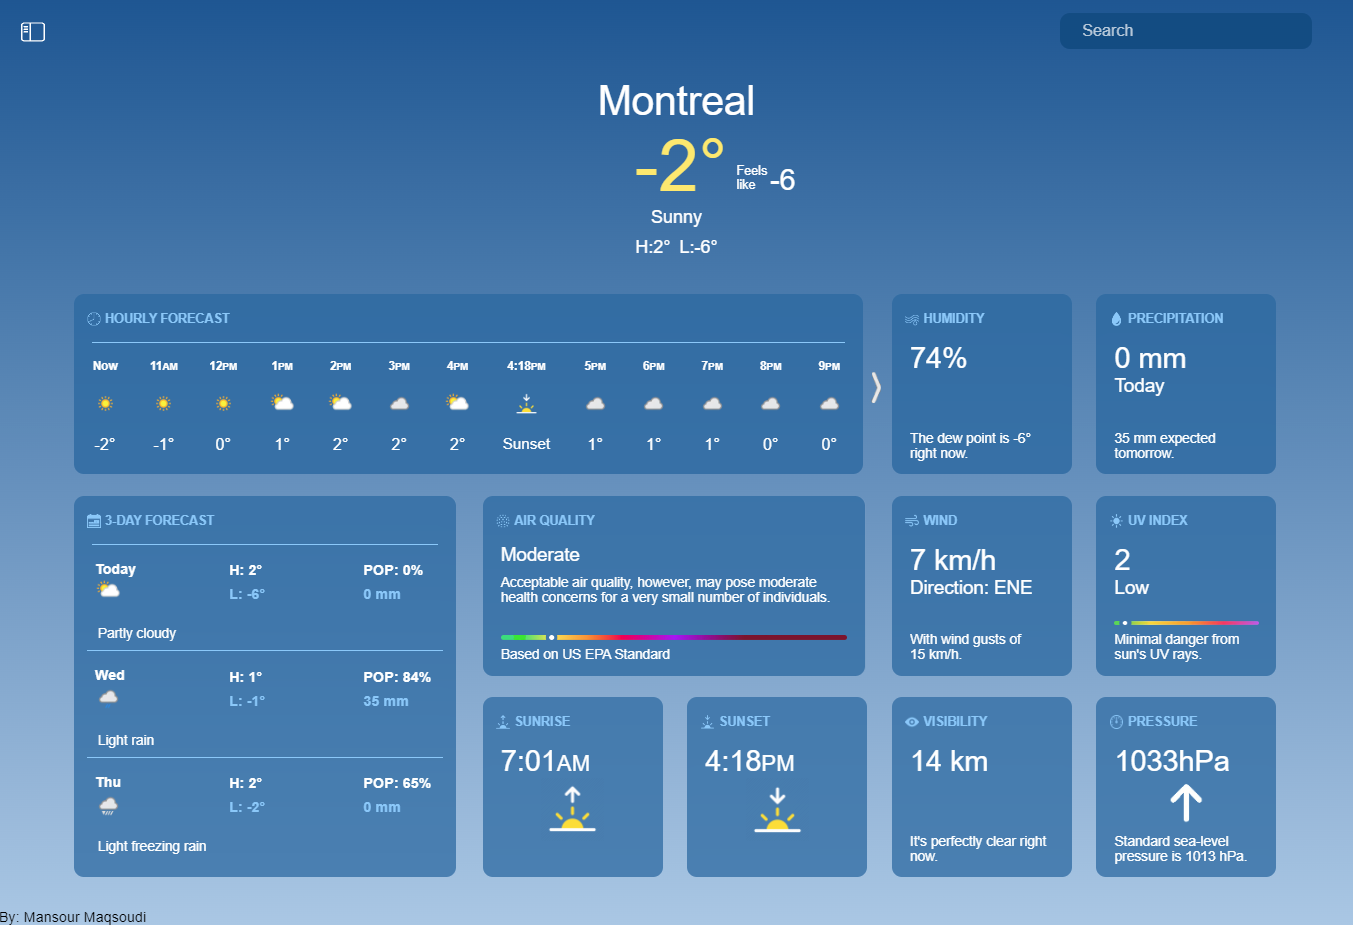 Search
Montreal
-2°
Feels
like
-6
Sunny
H:2° L:-6°
HOURLY FORECAST
Now 11AM 12PM 1PM 2PM 3PM 4PM 4:18PM 5PM 6PM 7PM 8PM 9PM
-2° -1° 0° 1° 2° 2° 2° Sunset 1° 1° 1° 0° 0°
HUMIDITY
74%
The dew point is -6°
right now.
PRECIPITATION
0 mm
Today
35 mm expected
tomorrow.
3-DAY FORECAST
Today H: 2° POP: 0%
L: -6° 0 mm
Partly cloudy
Wed H: 1° POP: 84%
L: -1° 35 mm
Light rain
Thu H: 2° POP: 65%
L: -2° 0 mm
Light freezing rain
AIR QUALITY
Moderate
Acceptable air quality, however, may pose moderate
health concerns for a very small number of individuals.
Based on US EPA Standard
WIND
7 km/h
Direction: ENE
With wind gusts of
15 km/h.
UV INDEX
2
Low
Minimal danger from
sun's UV rays.
SUNRISE
7:01AM
SUNSET
4:18PM
VISIBILITY
14 km
It's perfectly clear right
now.
PRESSURE
1033hPa
Standard sea-level
pressure is 1013 hPa.
By: Mansour Maqsoudi